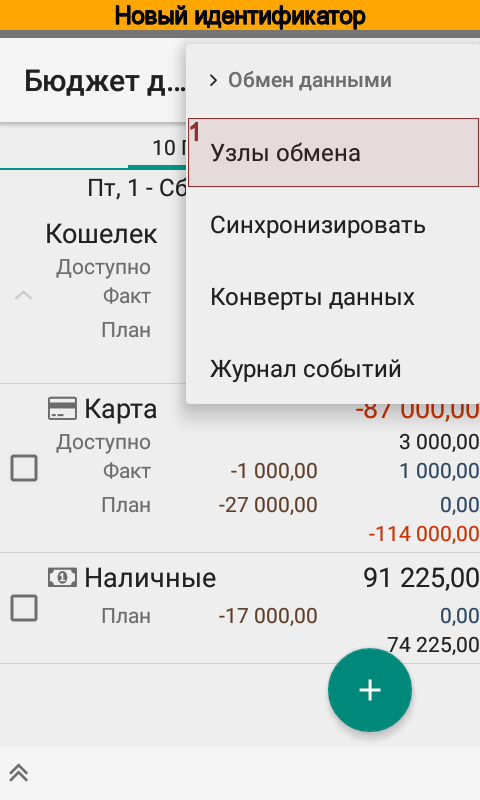 Новый идентификатор
Бюджет д...
Обмен данными
1
Узлы обмена
10
Пт, 1 - Сб
Синхронизировать
Кошелек
Доступно
Факт
Конверты данных
План
Журнал событий
Карта -87 000,00
Доступно 3 000,00
Факт -1 000,00 1 000,00
План -27 000,00 0,00
-114 000,00
Наличные 91 225,00
План -17 000,00 0,00
74 225,00
+